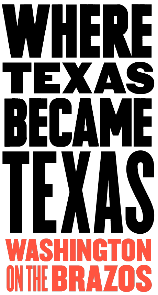 WHERE
TEXAS
BECAME
TEXAS
WASHINGTON
ON THE BRAZOS